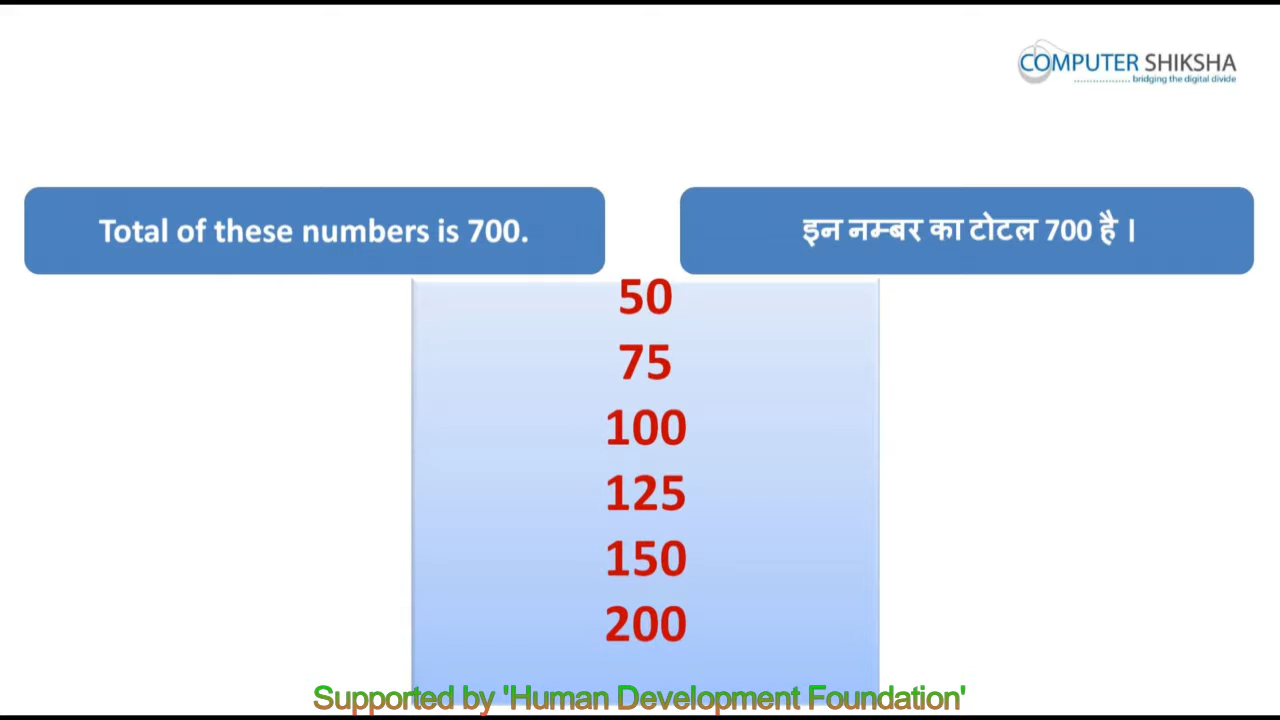 COMPUTER SHIKSHA
bridging the digital divide
Total of these numbers is 700.
इन नम्बर का टोटल 700 है ।
50
75
100
125
150
200
Supported by 'Human Development Foundation'